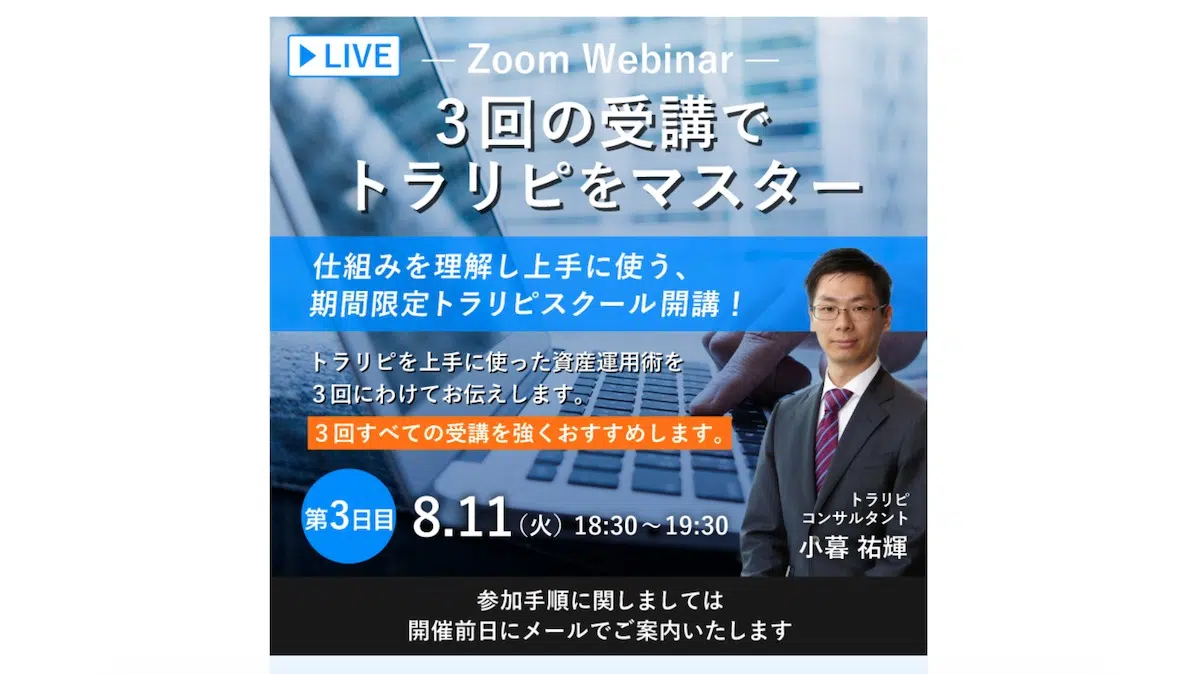 LIVE
Zoom Webinar
3回の受講で
トラリピをマスター
仕組みを理解し上手に使う、
期間限定トラリピスクール開講！
トラリピを上手に使った資産運用術を
3回にわけてお伝えします。
3回すべての受講を強くおすすめします。
第3日目
8.11（火）18:30～19:30
トラリピ
コンサルタント
小暮 祐輝
参加手順に関しましては
開催前日にメールでご案内いたします